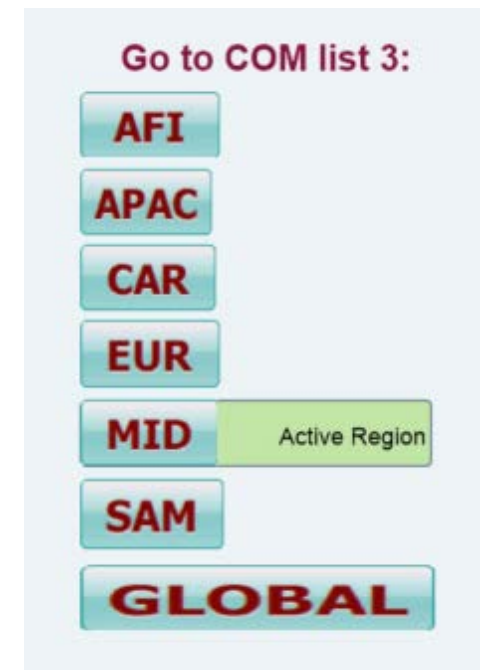 Go to COM list 3:
AFI
APAC
CAR
EUR
MID Active Region
SAM
GLOBAL